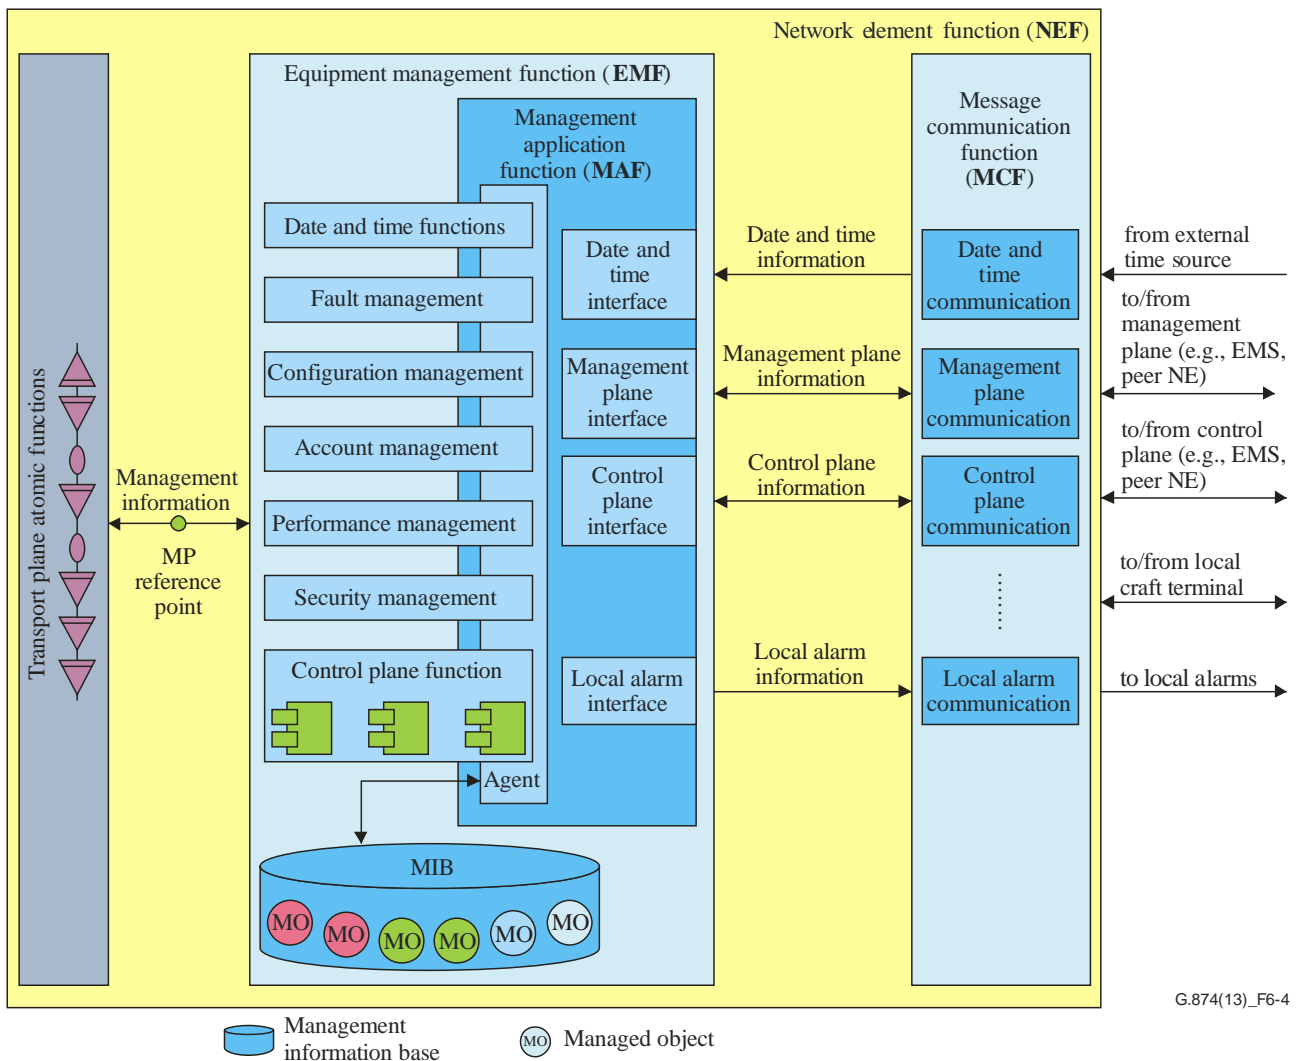 Network element function (NEF)
Equipment management function (EMF)
Management
application
function (MAF)
Message
communication
function
(MCF)
Transport plane atomic functions
Management
information
MP
reference
point
Date and time functions
Fault management
Configuration management
Account management
Performance management
Security management
Control plane function
Agent
Date and
time
interface
Management
plane
interface
Control
plane
interface
Local alarm
interface
Date and time
information
Management plane
information
Control plane
information
Local alarm
information
Date and
time
communication
Management
plane
communication
Control
plane
communication
Local alarm
communication
from external
time source
to/from
management
plane (e.g., EMS,
peer NE)
to/from control
plane (e.g., EMS,
peer NE)
to/from local
craft terminal
to local alarms
MIB
MO
MO
MO
MO
MO
MO
G.874(13)_F6-4
Management
information base
MO
Managed object